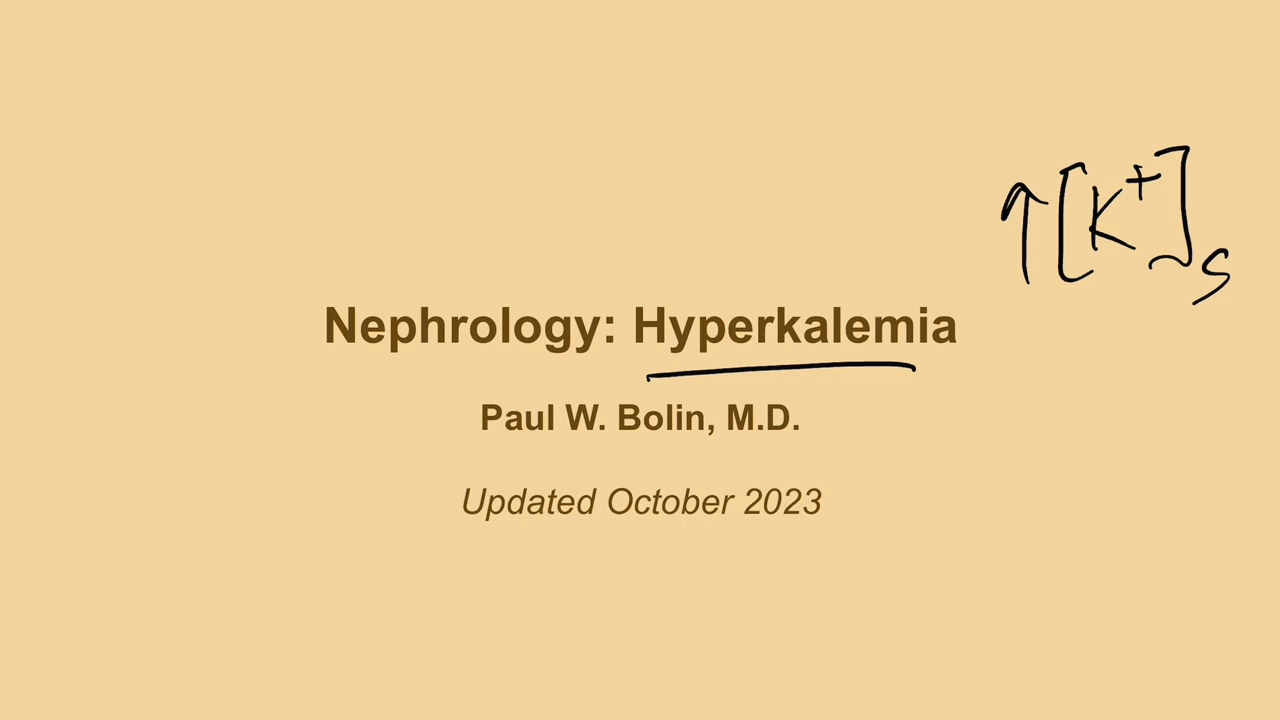 ↑[K⁺]s
Nephrology: Hyperkalemia
Paul W. Bolin, M.D.
Updated October 2023